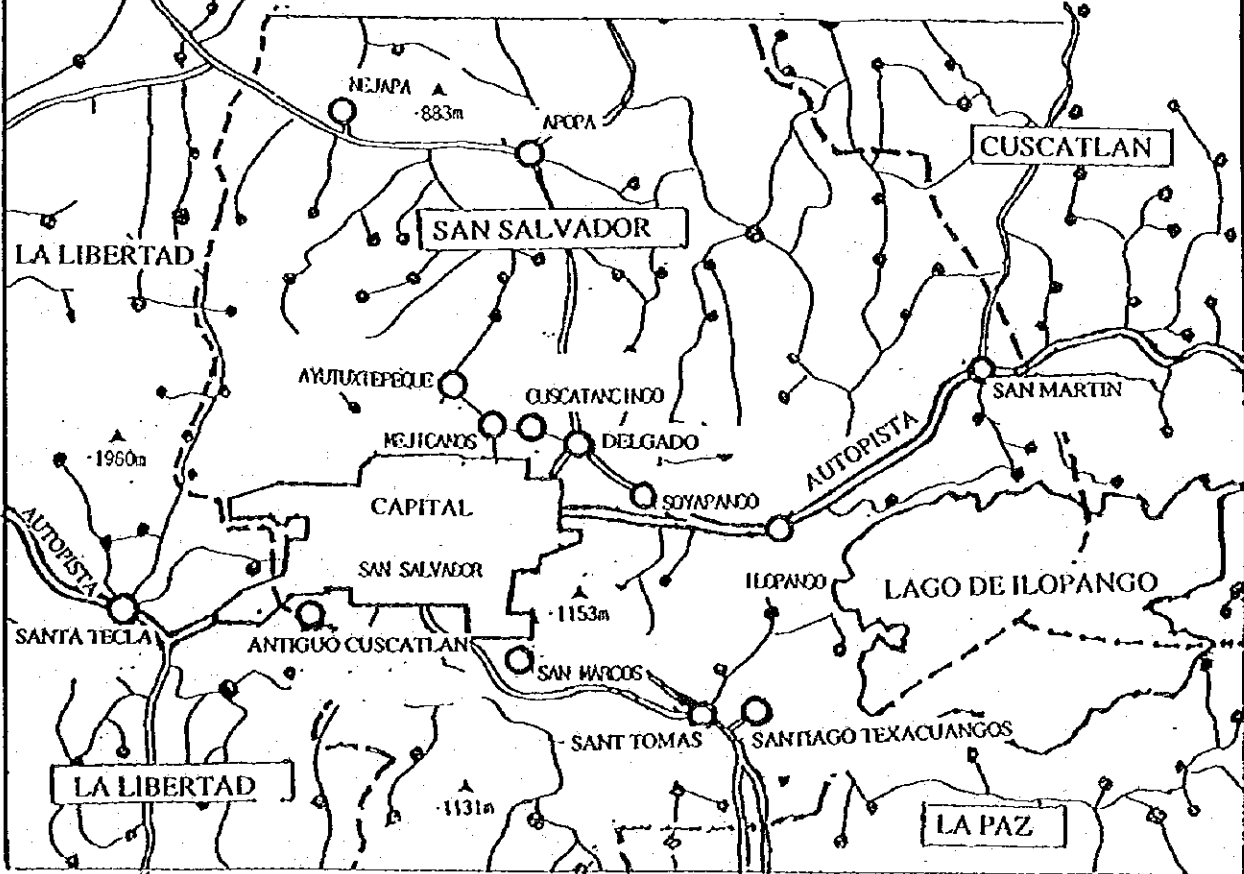 NEJAPA
-883m
APOPA
CUSCATLAN
SAN SALVADOR
LA LIBERTAD
AYUTUXTEPEQUE
CUSCATANCINGO
SAN MARTIN
MEJICANOS
DELGADO
AUTOPISTA
-1960m
CAPITAL
SOYAPANGO
AUTOPISTA
SAN SALVADOR
ILOPANGO
LAGO DE ILOPANGO
-1153m
SANTA TECLA
ANTIGUO CUSCATLAN
SAN MARCOS
SANT TOMAS
SANTIAGO TEXACUANGOS
LA LIBERTAD
-1131m
LA PAZ